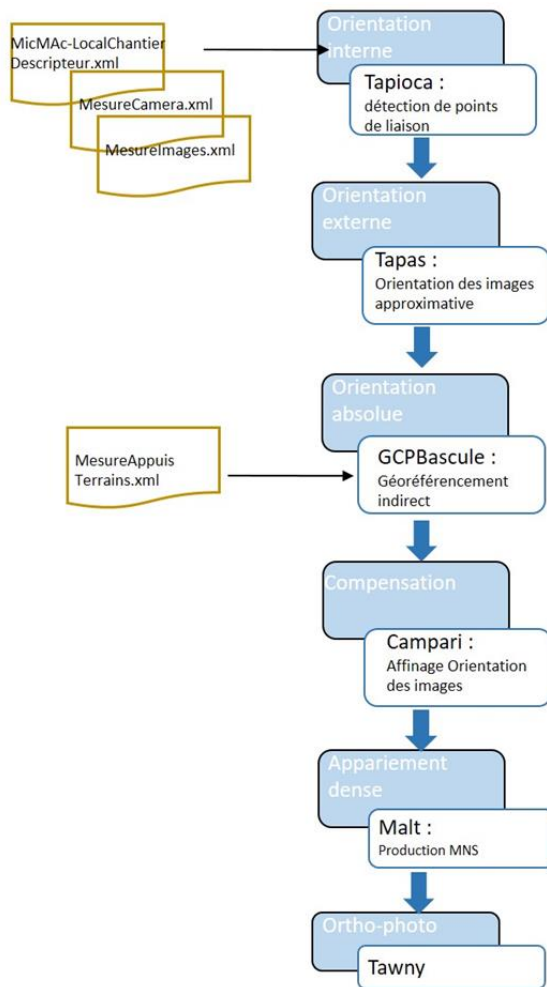 MicMAc-LocalChantier
Descripteur.xml
MesureCamera.xml
MesureImages.xml
Orientation
interne
Tapioca :
détection de points
de liaison
Orientation
externe
Tapas :
Orientation des images
approximative
Orientation
absolue
MesureAppuis
Terrains.xml
GCPBascule :
Géoréférencement
indirect
Compensation
Campari :
Affinage Orientation
des images
Appariement
dense
Malt :
Production MNS
Ortho-photo
Tawny